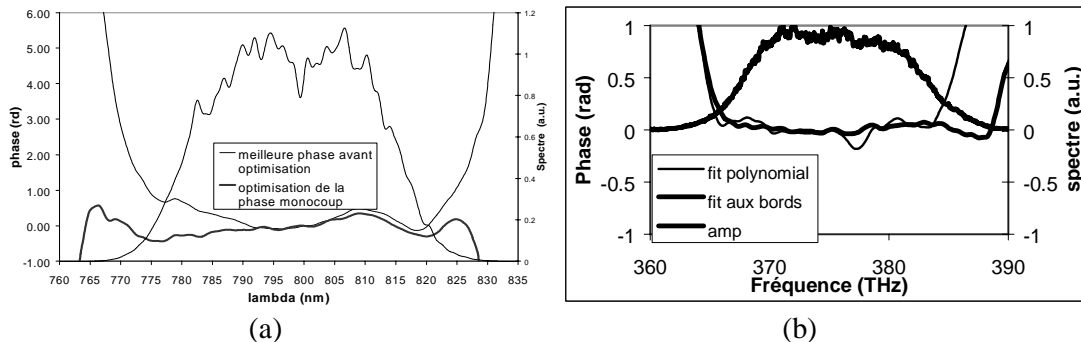 6.00
5.00
4.00
3.00
2.00
1.00
0.00
-1.00
phase (rd)
1.2
1
0.8
0.6
0.4
0.2
0
Spectre (a.u.)
meilleure phase avant
optimisation
optimisation de la
phase monocoup
760 765 770 775 780 785 790 795 800 805 810 815 820 825 830 835
lambda (nm)
(a)
1
0.5
0
-0.5
-1
Phase (rad)
1
0.5
0
-0.5
-1
spectre (a.u.)
fit polynomial
fit aux bords
amp
360 370 380 390
Fréquence (THz)
(b)